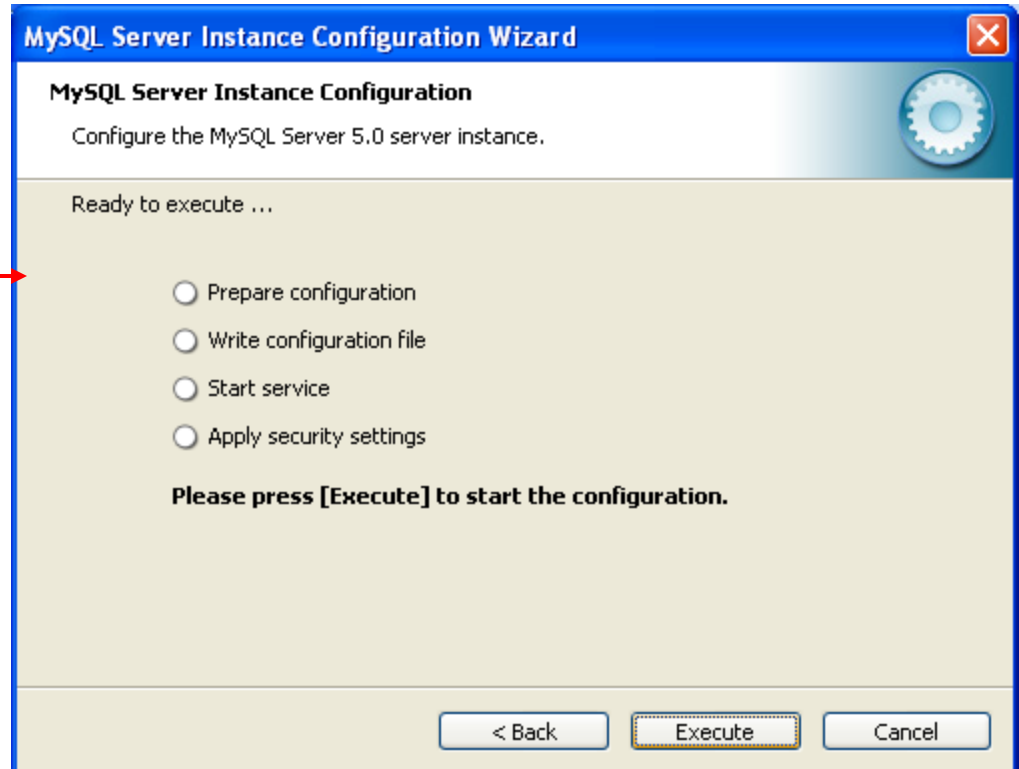 MySQL Server Instance Configuration Wizard
MySQL Server Instance Configuration
Configure the MySQL Server 5.0 server instance.
Ready to execute ...
Prepare configuration
Write configuration file
Start service
Apply security settings
Please press [Execute] to start the configuration.
< Back Execute Cancel